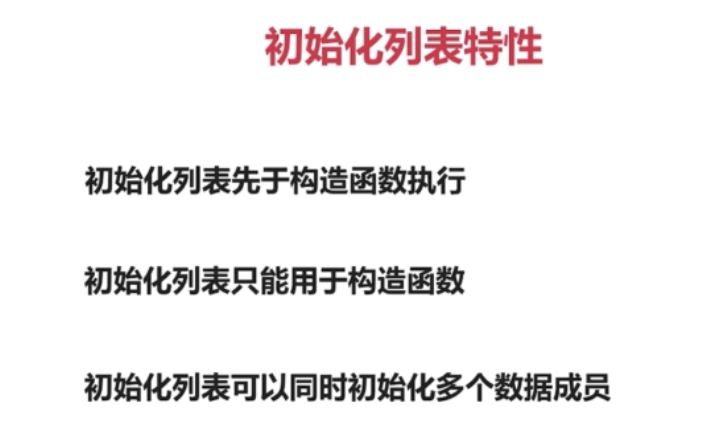 初始化列表特性
初始化列表先于构造函数执行
初始化列表只能用于构造函数
初始化列表可以同时初始化多个数据成员